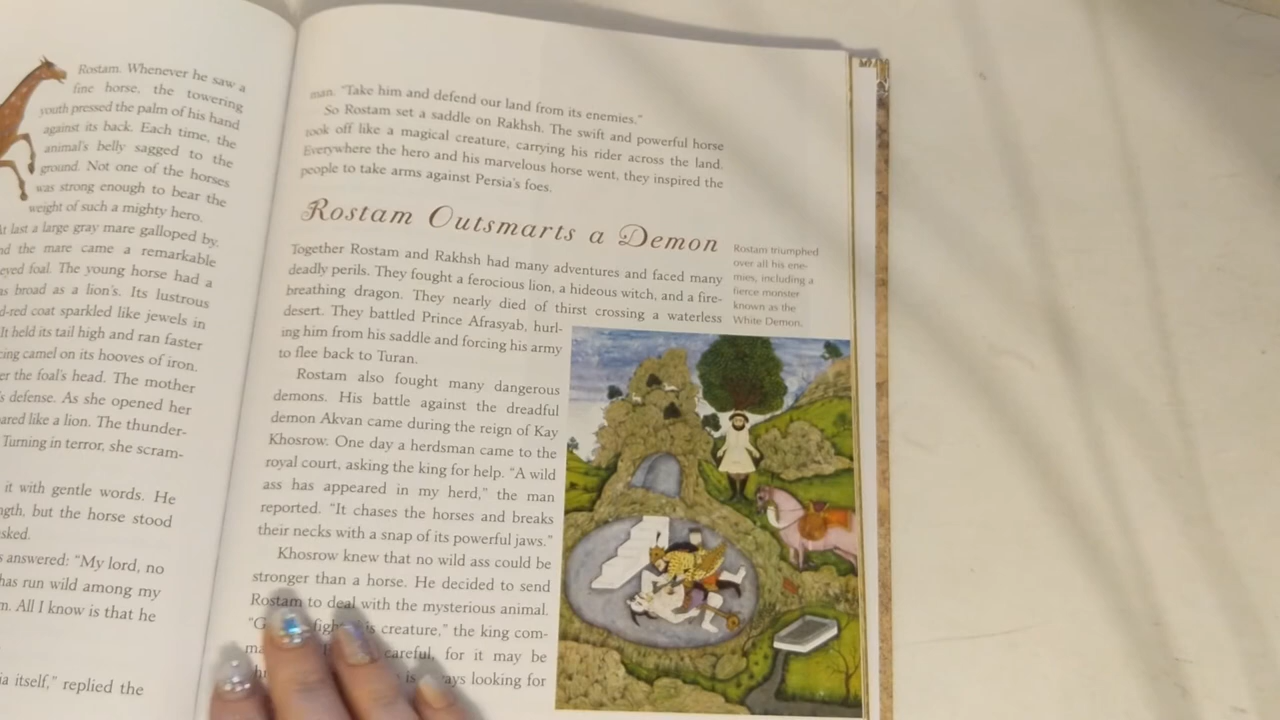 Rostam. Whenever he saw a
fine horse, the towering
youth pressed the palm of his hand
against its back. Each time, the
animal's belly sagged to the
ground. Not one of the horses
was strong enough to bear the
weight of such a mighty hero.
At last a large gray mare galloped by,
the mare came a remarkable
eyed foal. The young horse had a
as broad as a lion's. Its lustrous
d-red coat sparkled like jewels in
It held its tail high and ran faster
cing camel on its hooves of iron.
er the foal's head. The mother
's defense. As she opened her
ared like a lion. The thunder-
Turning in terror, she scram-
it with gentle words. He
ngth, but the horse stood
asked.
answered: "My lord, no
has run wild among my
m. All I know is that he
ia itself," replied the
man. "Take him and defend our land from its enemies."
So Rostam set a saddle on Rakhsh. The swift and powerful horse
took off like a magical creature, carrying his rider across the land.
Everywhere the hero and his marvelous horse went, they inspired the
people to take arms against Persia's foes.
Rostam Outsmarts a Demon
Together Rostam and Rakhsh had many adventures and faced many
deadly perils. They fought a ferocious lion, a hideous witch, and a fire-
breathing dragon. They nearly died of thirst crossing a waterless
desert. They battled Prince Afrasyab, hurl-
ing him from his saddle and forcing his army
to flee back to Turan.
Rostam also fought many dangerous
demons. His battle against the dreadful
demon Akvan came during the reign of Kay
Khosrow. One day a herdsman came to the
royal court, asking the king for help. "A wild
ass has appeared in my herd," the man
reported. "It chases the horses and breaks
their necks with a snap of its powerful jaws."
Khosrow knew that no wild ass could be
stronger than a horse. He decided to send
Rostam to deal with the mysterious animal.
creature," the king com-
careful, for it may be
looking for
Rostam triumphed
over all his ene-
mies, including a
fierce monster
known as the
White Demon.